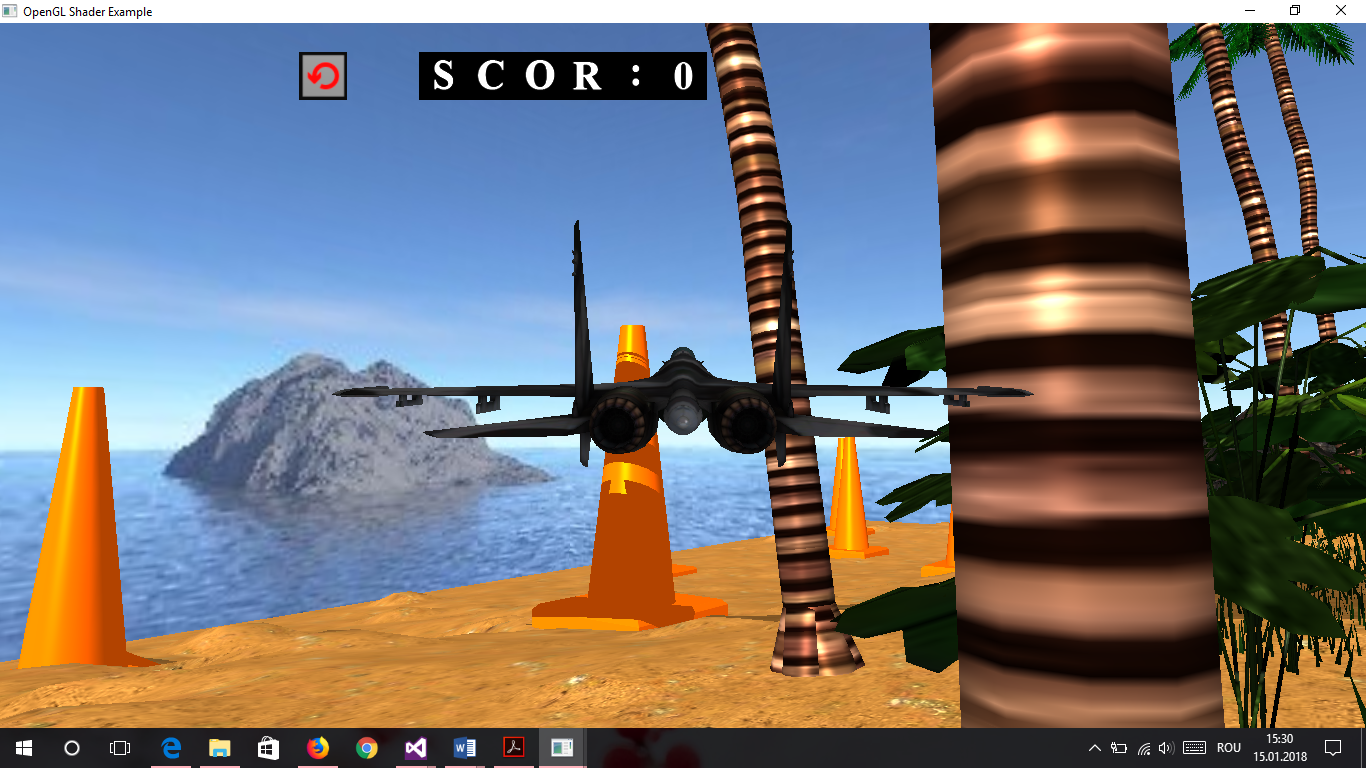 OpenGL Shader Example
S C O R : 0
ROU
15:30
15.01.2018